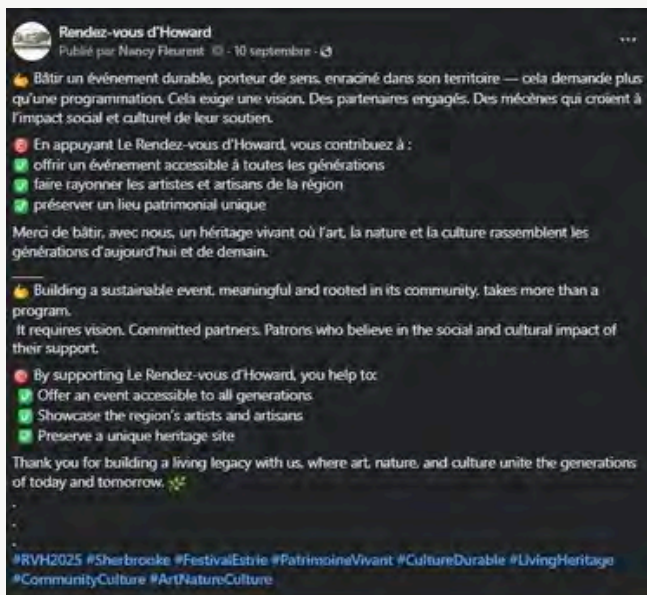 Rendez-vous d'Howard
Publié par Nancy Fleurent · 10 septembre ·
Bâtir un événement durable, porteur de sens, enraciné dans son territoire — cela demande plus
qu'une programmation. Cela exige une vision. Des partenaires engagés. Des mécènes qui croient à
l'impact social et culturel de leur soutien.
En appuyant Le Rendez-vous d'Howard, vous contribuez à :
offrir un événement accessible à toutes les générations
faire rayonner les artistes et artisans de la région
préserver un lieu patrimonial unique
Merci de bâtir, avec nous, un héritage vivant où l'art, la nature et la culture rassemblent les
générations d'aujourd'hui et de demain.
Building a sustainable event, meaningful and rooted in its community, takes more than a
program.
It requires vision. Committed partners. Patrons who believe in the social and cultural impact of
their support.
By supporting Le Rendez-vous d'Howard, you help to:
Offer an event accessible to all generations
Showcase the region's artists and artisans
Preserve a unique heritage site
Thank you for building a living legacy with us, where art, nature, and culture unite the generations
of today and tomorrow.
.
.
.
#RVH2025 #Sherbrooke #FestivalEstrie #PatrimoineVivant #CultureDurable #LivingHeritage
#CommunityCulture #ArtNatureCulture